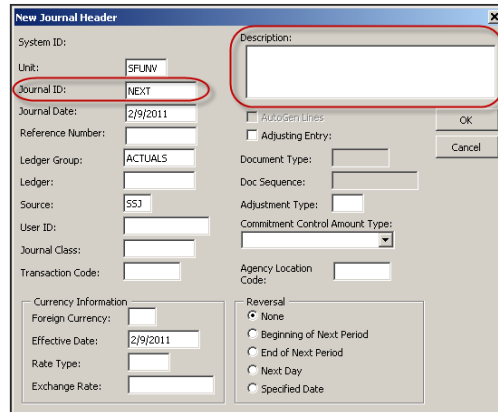 New Journal Header
System ID:
Description:
Unit: SFUNV
Journal ID: NEXT
Journal Date: 2/9/2011
AutoGen Lines
OK
Reference Number:
Adjusting Entry:
Cancel
Ledger Group: ACTUALS
Document Type:
Ledger:
Doc Sequence:
Source: SSJ
Adjustment Type:
User ID:
Commitment Control Amount Type:
Journal Class:
Transaction Code:
Agency Location
Code:
Currency Information
Foreign Currency:
Effective Date: 2/9/2011
Rate Type:
Exchange Rate:
Reversal
None
Beginning of Next Period
End of Next Period
Next Day
Specified Date